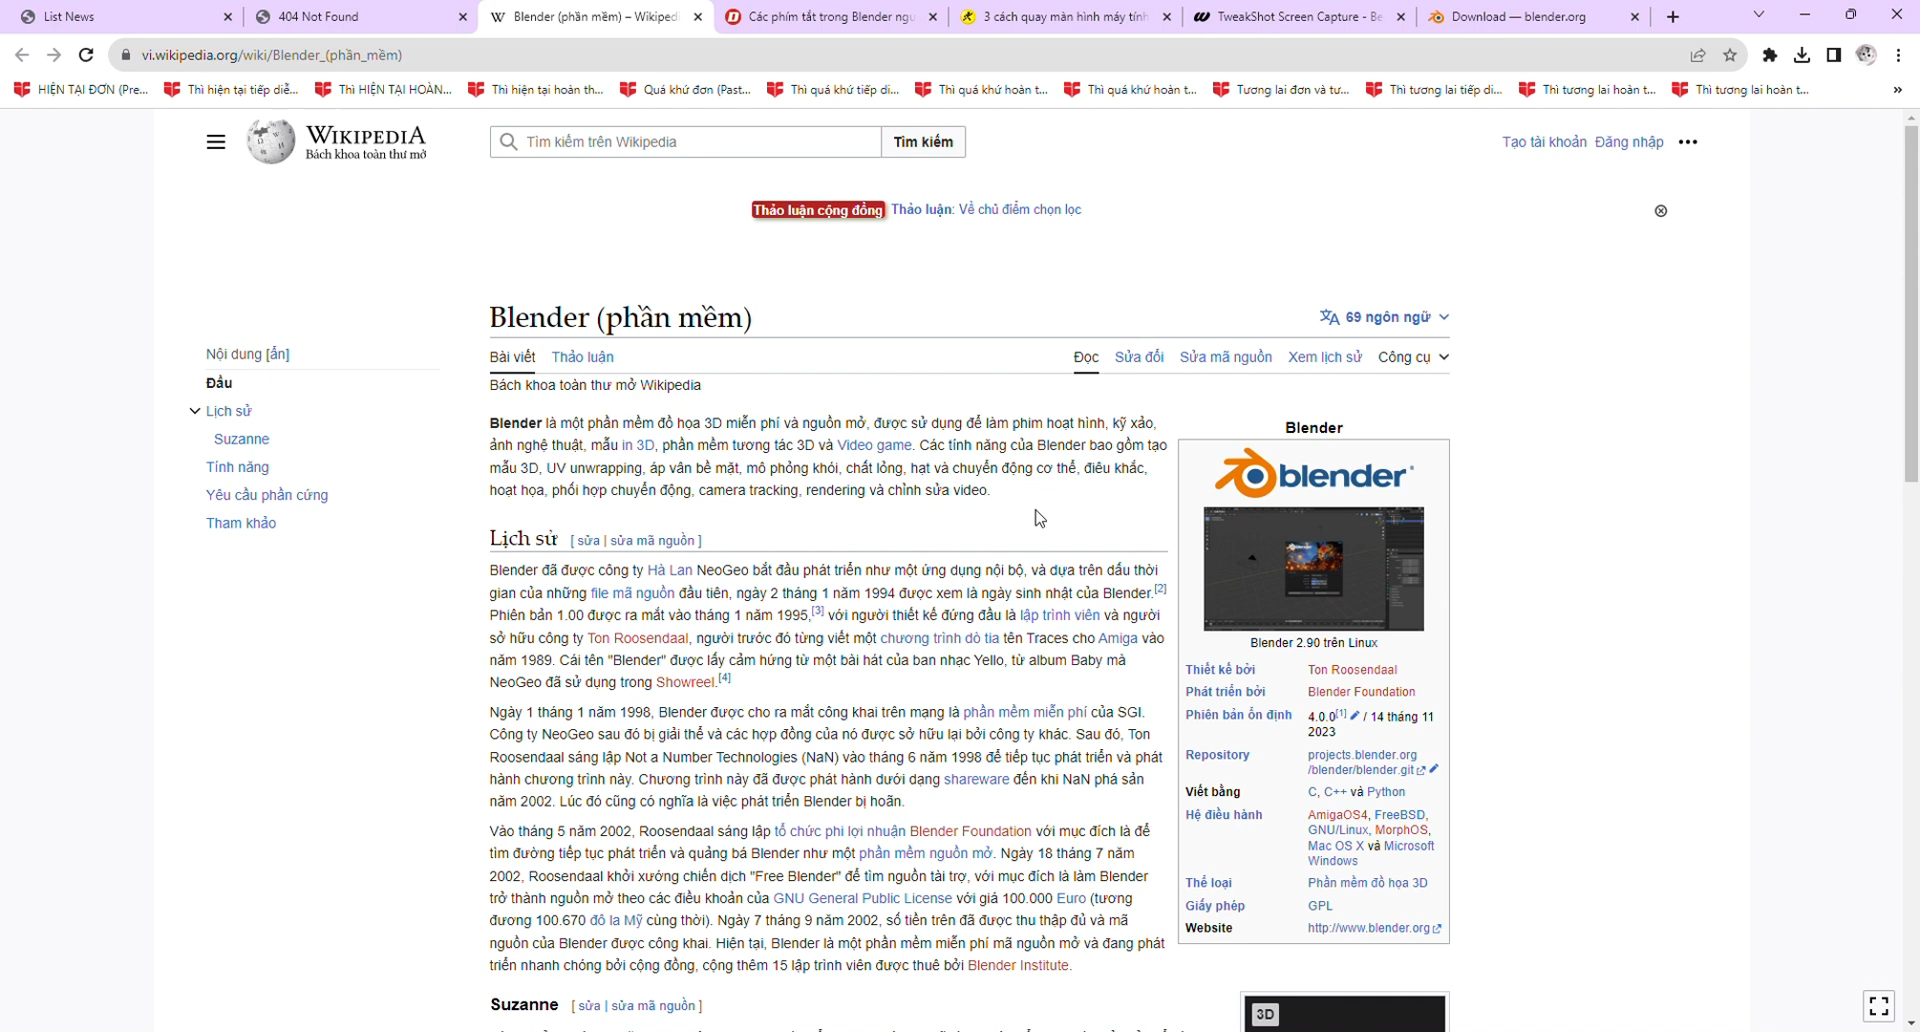 List News
404 Not Found
Blender (phần mềm) – Wikiped
Các phím tắt trong Blender ngư
3 cách quay màn hình máy tính
TweakShot Screen Capture - Be
Download — blender.org
vi.wikipedia.org/wiki/Blender_(phần_mềm)
HIỆN TẠI ĐƠN (Pre...
Thì hiện tại tiếp diễ...
Thì HIỆN TẠI HOÀN...
Thì hiện tại hoàn th...
Quá khứ đơn (Past...
Thì quá khứ tiếp di...
Thì quá khứ hoàn t...
Thì quá khứ hoàn t...
Tương lai đơn và tư...
Thì tương lai tiếp di...
Thì tương lai hoàn t...
Thì tương lai hoàn t...
WIKIPEDIA
Bách khoa toàn thư mở
Tìm kiếm trên Wikipedia
Tìm kiếm
Tạo tài khoản Đăng nhập
Thảo luận cộng đồng Thảo luận: Về chủ điểm chọn lọc
Blender (phần mềm)
69 ngôn ngữ
Nội dung [ẩn]
Đầu
Lịch sử
Suzanne
Tính năng
Yêu cầu phần cứng
Tham khảo
Bài viết Thảo luận
Đọc Sửa đổi Sửa mã nguồn Xem lịch sử Công cụ
Bách khoa toàn thư mở Wikipedia
Blender là một phần mềm đồ họa 3D miễn phí và nguồn mở, được sử dụng để làm phim hoạt hình, kỹ xảo,
ảnh nghệ thuật, mẫu in 3D, phần mềm tương tác 3D và Video game. Các tính năng của Blender bao gồm tạo
mẫu 3D, UV unwrapping, áp vân bề mặt, mô phỏng khói, chất lỏng, hạt và chuyển động cơ thể, điêu khắc,
hoạt họa, phối hợp chuyển động, camera tracking, rendering và chỉnh sửa video.
Lịch sử [ sửa | sửa mã nguồn ]
Blender đã được công ty Hà Lan NeoGeo bắt đầu phát triển như một ứng dụng nội bộ, và dựa trên dấu thời
gian của những file mã nguồn đầu tiên, ngày 2 tháng 1 năm 1994 được xem là ngày sinh nhật của Blender.[2]
Phiên bản 1.00 được ra mắt vào tháng 1 năm 1995,[3] với người thiết kế đứng đầu là lập trình viên và người
sở hữu công ty Ton Roosendaal, người trước đó từng viết một chương trình dò tia tên Traces cho Amiga vào
năm 1989. Cái tên "Blender" được lấy cảm hứng từ một bài hát của ban nhạc Yello, từ album Baby mà
NeoGeo đã sử dụng trong Showreel.[4]
Ngày 1 tháng 1 năm 1998, Blender được cho ra mắt công khai trên mạng là phần mềm miễn phí của SGI.
Công ty NeoGeo sau đó bị giải thể và các hợp đồng của nó được sở hữu lại bởi công ty khác. Sau đó, Ton
Roosendaal sáng lập Not a Number Technologies (NaN) vào tháng 6 năm 1998 để tiếp tục phát triển và phát
hành chương trình này. Chương trình này đã được phát hành dưới dạng shareware đến khi NaN phá sản
năm 2002. Lúc đó cũng có nghĩa là việc phát triển Blender bị hoãn.
Vào tháng 5 năm 2002, Roosendaal sáng lập tổ chức phi lợi nhuận Blender Foundation với mục đích là để
tìm đường tiếp tục phát triển và quảng bá Blender như một phần mềm nguồn mở. Ngày 18 tháng 7 năm
2002, Roosendaal khởi xướng chiến dịch "Free Blender" để tìm nguồn tài trợ, với mục đích là làm Blender
trở thành nguồn mở theo các điều khoản của GNU General Public License với giá 100.000 Euro (tương
đương 100.670 đô la Mỹ cùng thời). Ngày 7 tháng 9 năm 2002, số tiền trên đã được thu thập đủ và mã
nguồn của Blender được công khai. Hiện tại, Blender là một phần mềm miễn phí mã nguồn mở và đang phát
triển nhanh chóng bởi cộng đồng, cộng thêm 15 lập trình viên được thuê bởi Blender Institute.
Suzanne [ sửa | sửa mã nguồn ]
Blender
blender
Blender 2.90 trên Linux
Thiết kế bởi Ton Roosendaal
Phát triển bởi Blender Foundation
Phiên bản ổn định 4.0.0[1] / 14 tháng 11
2023
Repository projects.blender.org
/blender/blender.git
Viết bằng C, C++ và Python
Hệ điều hành AmigaOS4, FreeBSD,
GNU/Linux, MorphOS,
Mac OS X và Microsoft
Windows
Thể loại Phần mềm đồ họa 3D
Giấy phép GPL
Website http://www.blender.org
3D